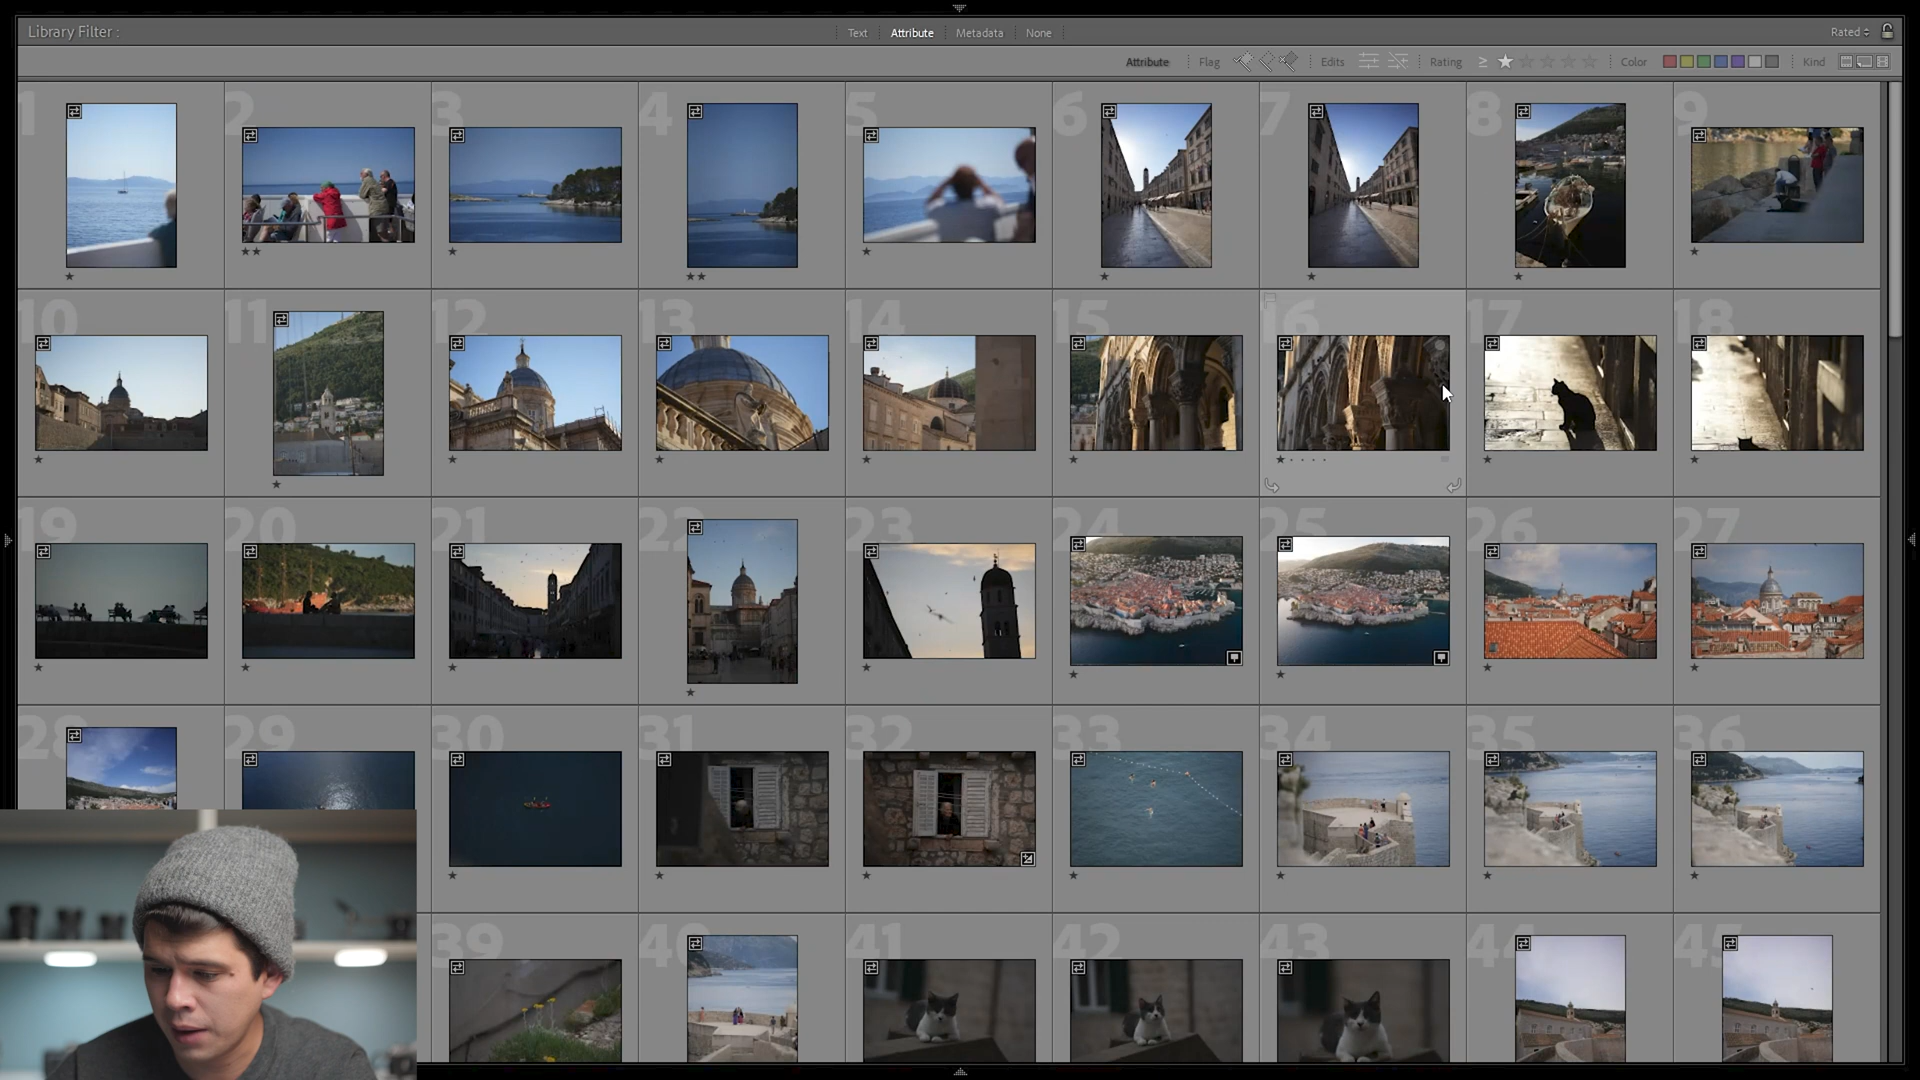 Library Filter :
Text Attribute Metadata None
Rated
Attribute Flag Edits Rating ≥ Color Kind
1 2 3 4 5 6 7 8 9
10 11 12 13 14 15 16 17 18
19 20 21 22 23 24 25 26 27
28 29 30 31 32 33 34 35 36
39 40 41 42 43 44 45